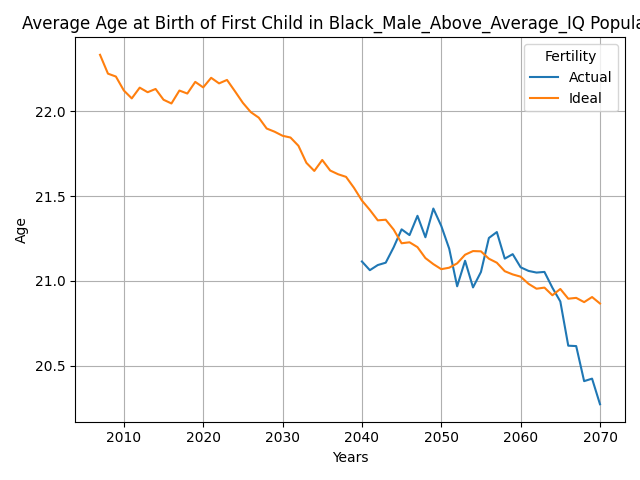 Average Age at Birth of First Child in Black_Male_Above_Average_IQ Popula
Fertility
Actual
Ideal
22.0
21.5
21.0
20.5
Age
2010 2020 2030 2040 2050 2060 2070
Years